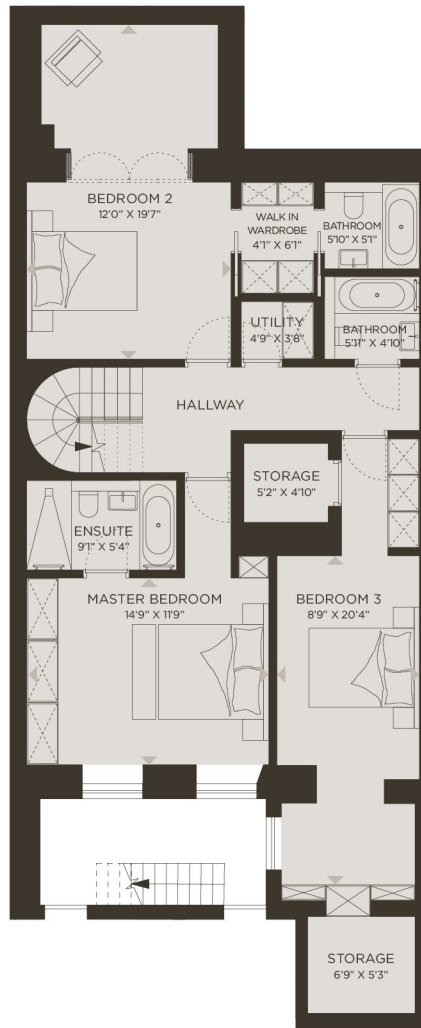 BEDROOM 2
12'0" X 19'7"
WALK IN
WARDROBE
4'1" X 6'1"
BATHROOM
5'10" X 5'1"
UTILITY
4'9" X 3'8"
BATHROOM
5'11" X 4'10"
HALLWAY
STORAGE
5'2" X 4'10"
ENSUITE
9'1" X 5'4"
MASTER BEDROOM
14'9" X 11'9"
BEDROOM 3
8'9" X 20'4"
STORAGE
6'9" X 5'3"